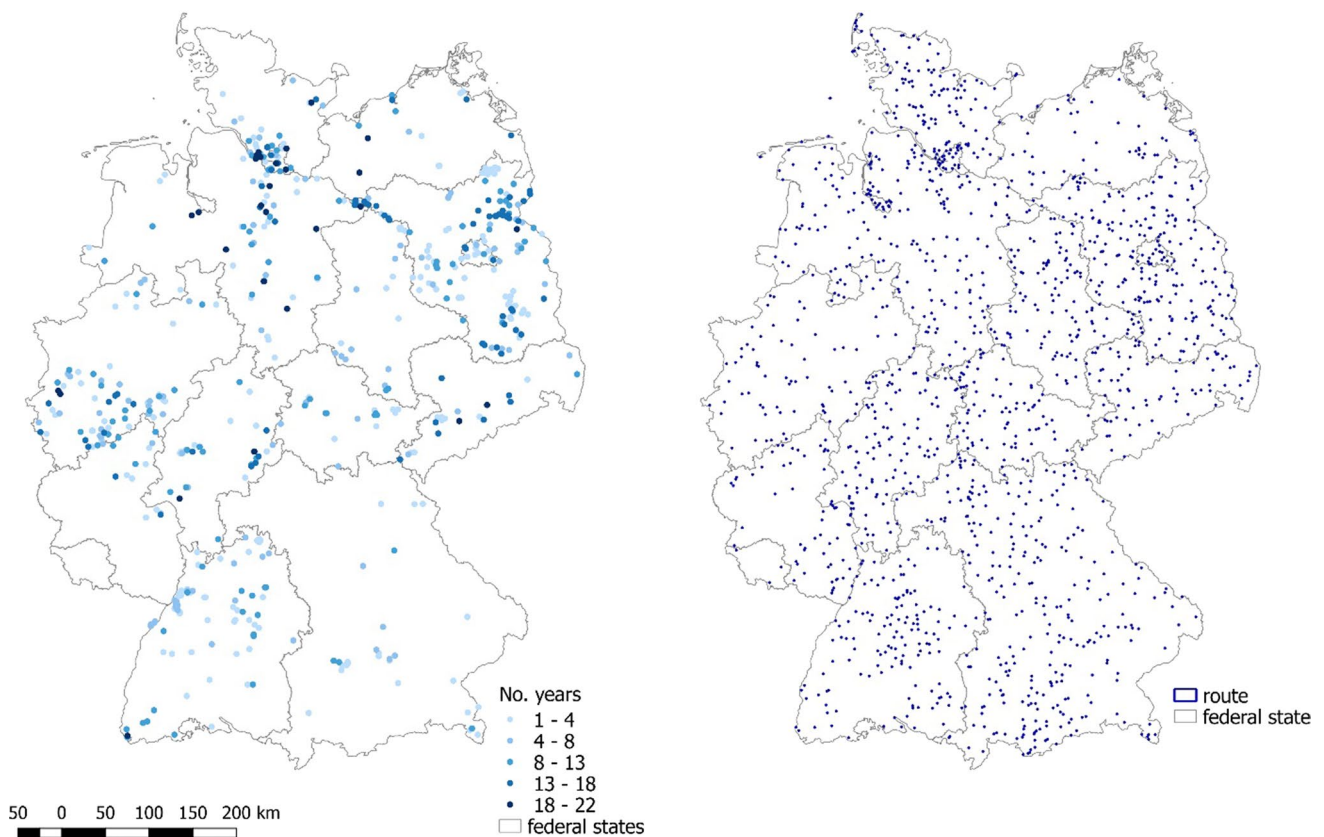 No. years
1 - 4
4 - 8
8 - 13
13 - 18
18 - 22
federal states
50 0 50 100 150 200 km
route
federal state